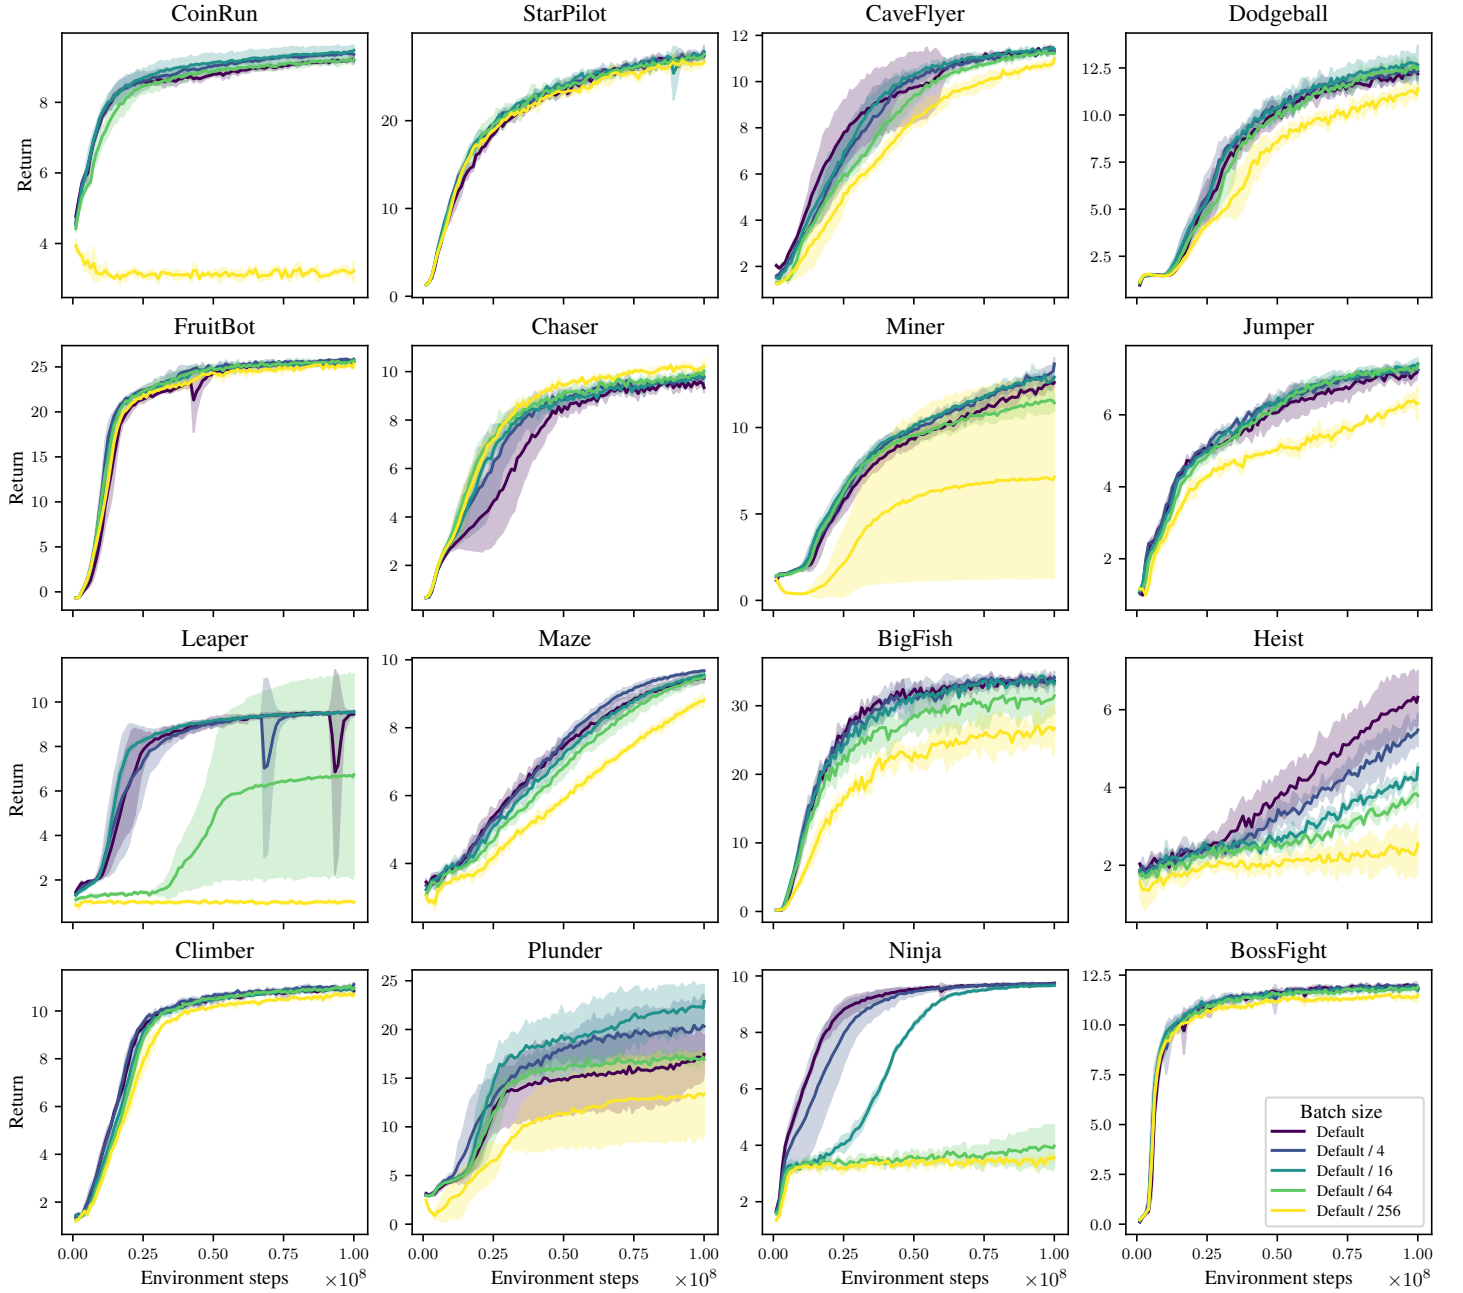 CoinRun
StarPilot
CaveFlyer
Dodgeball
Return
8
6
4
20
10
0
12
10
8
6
4
2
12.5
10.0
7.5
5.0
2.5
FruitBot
Chaser
Miner
Jumper
Return
25
20
15
10
5
0
10
8
6
4
2
10
5
0
6
4
2
Leaper
Maze
BigFish
Heist
Return
10
8
6
4
2
10
8
6
4
30
20
10
0
6
4
2
Climber
Plunder
Ninja
BossFight
Return
10
8
6
4
2
25
20
15
10
5
0
10
8
6
4
2
12.5
10.0
7.5
5.0
2.5
0.0
Batch size
Default
Default / 4
Default / 16
Default / 64
Default / 256
0.00 0.25 0.50 0.75 1.00
0.00 0.25 0.50 0.75 1.00
0.00 0.25 0.50 0.75 1.00
0.00 0.25 0.50 0.75 1.00
Environment steps ×10⁸
Environment steps ×10⁸
Environment steps ×10⁸
Environment steps ×10⁸